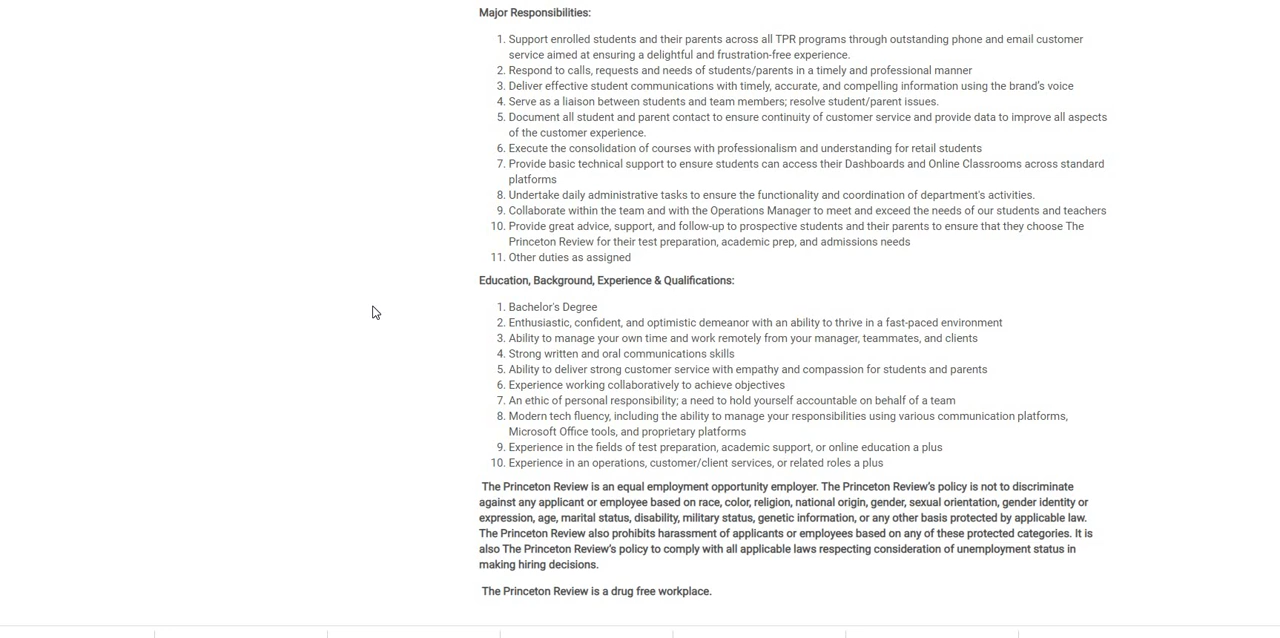 Major Responsibilities:
1. Support enrolled students and their parents across all TPR programs through outstanding phone and email customer
service aimed at ensuring a delightful and frustration-free experience.
2. Respond to calls, requests and needs of students/parents in a timely and professional manner
3. Deliver effective student communications with timely, accurate, and compelling information using the brand's voice
4. Serve as a liaison between students and team members; resolve student/parent issues.
5. Document all student and parent contact to ensure continuity of customer service and provide data to improve all aspects
of the customer experience.
6. Execute the consolidation of courses with professionalism and understanding for retail students
7. Provide basic technical support to ensure students can access their Dashboards and Online Classrooms across standard
platforms
8. Undertake daily administrative tasks to ensure the functionality and coordination of department's activities.
9. Collaborate within the team and with the Operations Manager to meet and exceed the needs of our students and teachers
10. Provide great advice, support, and follow-up to prospective students and their parents to ensure that they choose The
Princeton Review for their test preparation, academic prep, and admissions needs
11. Other duties as assigned
Education, Background, Experience & Qualifications:
1. Bachelor's Degree
2. Enthusiastic, confident, and optimistic demeanor with an ability to thrive in a fast-paced environment
3. Ability to manage your own time and work remotely from your manager, teammates, and clients
4. Strong written and oral communications skills
5. Ability to deliver strong customer service with empathy and compassion for students and parents
6. Experience working collaboratively to achieve objectives
7. An ethic of personal responsibility; a need to hold yourself accountable on behalf of a team
8. Modern tech fluency, including the ability to manage your responsibilities using various communication platforms,
Microsoft Office tools, and proprietary platforms
9. Experience in the fields of test preparation, academic support, or online education a plus
10. Experience in an operations, customer/client services, or related roles a plus
The Princeton Review is an equal employment opportunity employer. The Princeton Review's policy is not to discriminate
against any applicant or employee based on race, color, religion, national origin, gender, sexual orientation, gender identity or
expression, age, marital status, disability, military status, genetic information, or any other basis protected by applicable law.
The Princeton Review also prohibits harassment of applicants or employees based on any of these protected categories. It is
also The Princeton Review's policy to comply with all applicable laws respecting consideration of unemployment status in
making hiring decisions.
The Princeton Review is a drug free workplace.